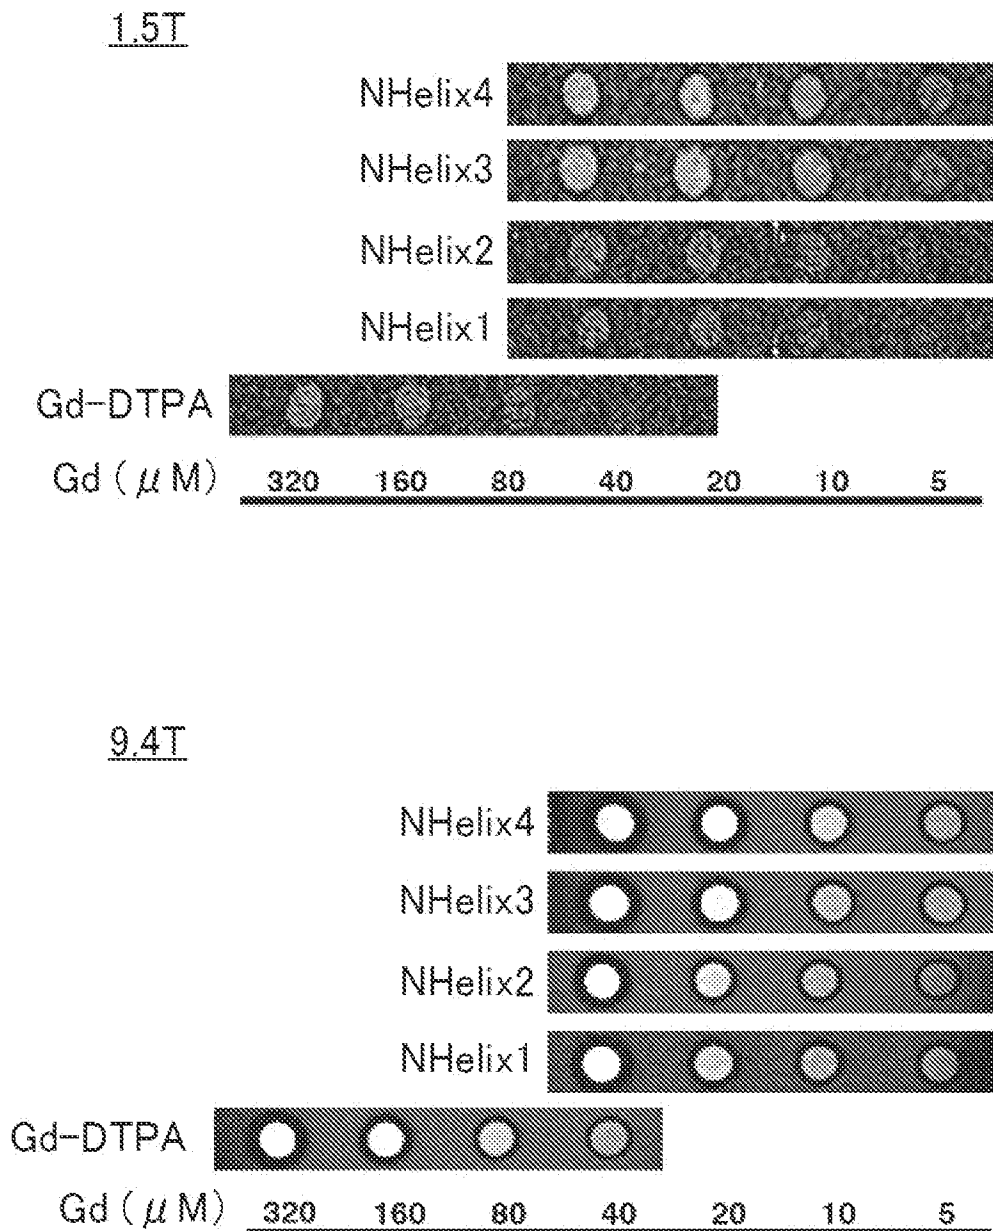 1.5T
NHelix4
NHelix3
NHelix2
NHelix1
Gd-DTPA
Gd (μM) 320 160 80 40 20 10 5
9.4T
NHelix4
NHelix3
NHelix2
NHelix1
Gd-DTPA
Gd (μM) 320 160 80 40 20 10 5